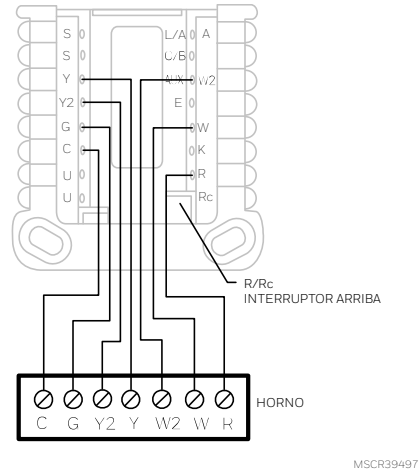 S L/A A
S C/B
Y AUX W2
Y2 E
G W
C K
U R
U Rc
R/Rc
INTERRUPTOR ARRIBA
HORNO
C G Y2 Y W2 W R
MSCR39497